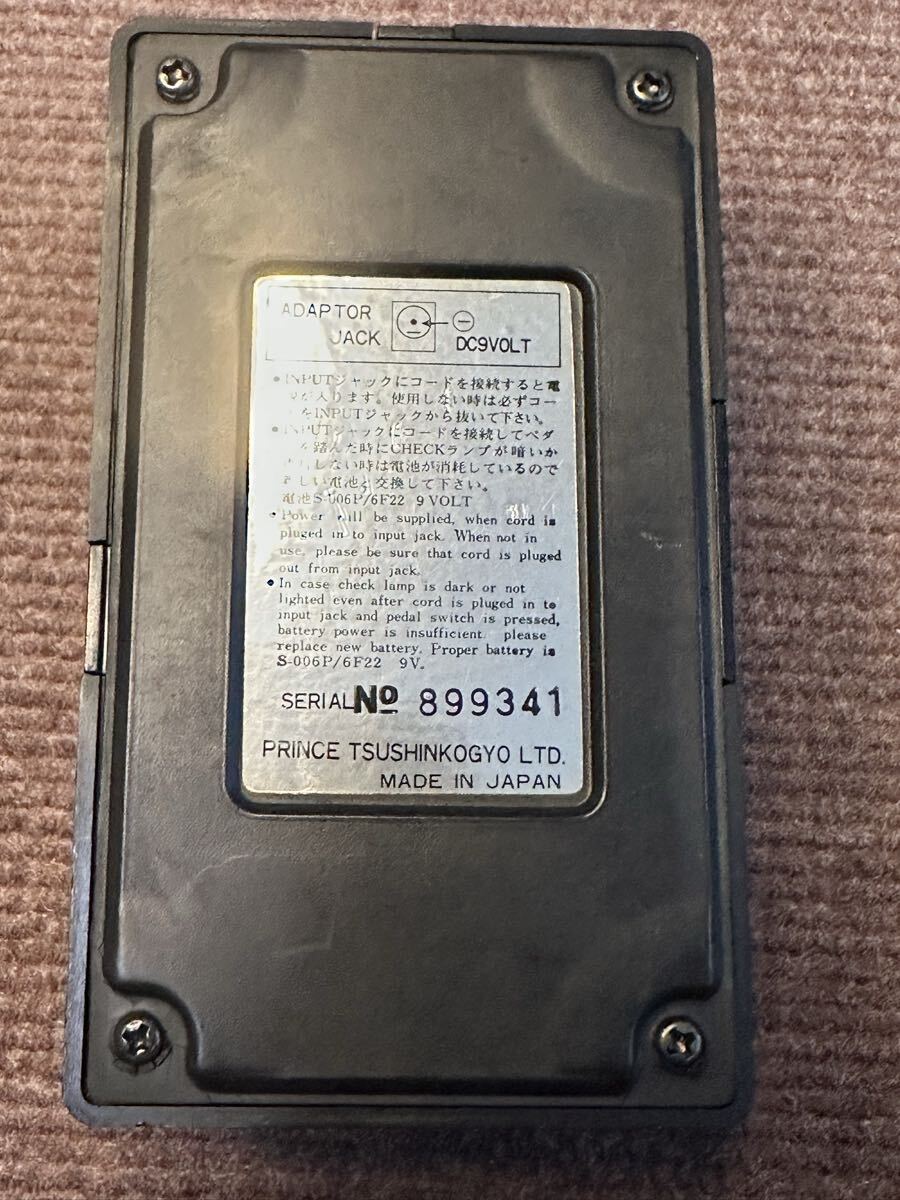 ADAPTOR
JACK
DC9VOLT
●INPUTジャックにコードを接続すると電
が入ります。使用しない時は必ずコー
をINPUTジャックから抜いて下さい。
●INPUTジャックにコードを接続してペダ
を踏んだ時にCHECKランプが暗いか
しない時は電池が消耗しているので
しい電池と交換して下さい。
電池S-006P/6F22 9VOLT
●Power will be supplied, when cord is
pluged in to input jack. When not in
use, please be sure that cord is pluged
out from input jack.
●In case check lamp is dark or not
lighted even after cord is pluged in to
input jack and pedal switch is pressed,
battery power is insufficient. please
replace new battery. Proper battery is
S-006P/6F22 9V.
SERIAL No 899341
PRINCE TSUSHINKOGYO LTD.
MADE IN JAPAN